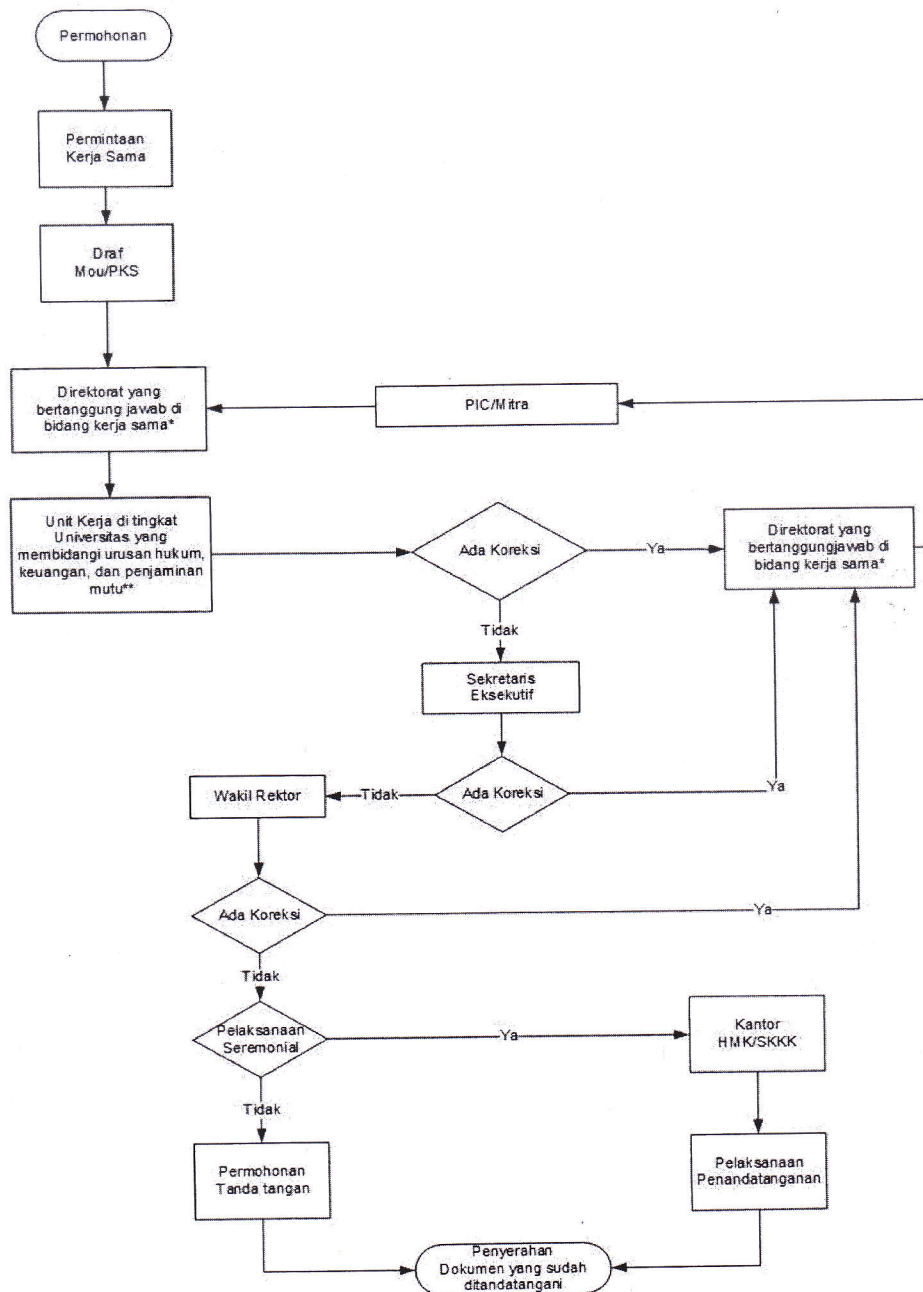 Permohonan
Permintaan
Kerja Sama
Draf
Mou/PKS
Direktorat yang
bertanggung jawab di
bidang kerja sama*
PIC/Mitra
Unit Kerja di tingkat
Universitas yang
membidangi urusan hukum,
keuangan, dan penjaminan
mutu**
Ada Koreksi
Ya
Direktorat yang
bertanggungjawab di
bidang kerja sama*
Tidak
Sekretaris
Eksekutif
Wakil Rektor
Tidak
Ada Koreksi
Ya
Ada Koreksi
Ya
Tidak
Pelaksanaan
Seremonial
Ya
Kantor
HMK/SKKK
Tidak
Permohonan
Tanda tangan
Pelaksanaan
Penandatanganan
Penyerahan
Dokumen yang sudah
ditandatangani